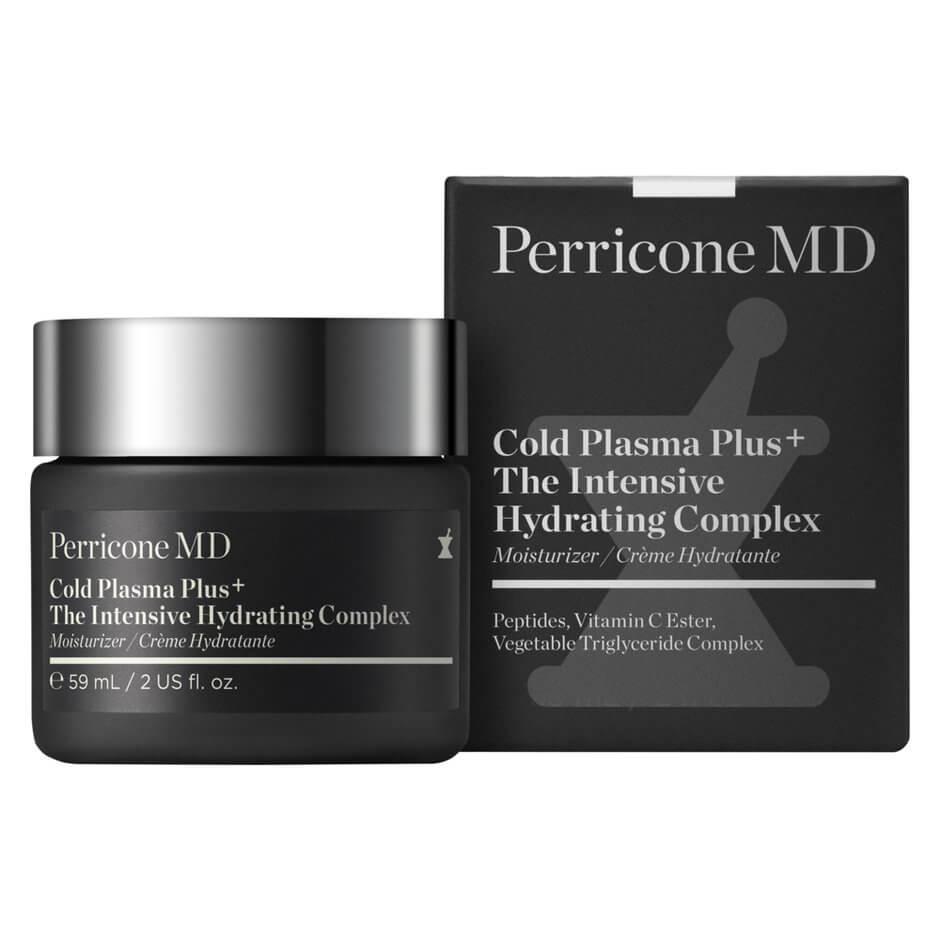 Perricone MD
Cold Plasma Plus+
The Intensive Hydrating Complex
Moisturizer / Crème Hydratante
℮ 59 mL / 2 US fl. oz.
Perricone MD
Cold Plasma Plus+
The Intensive
Hydrating Complex
Moisturizer / Crème Hydratante
Peptides, Vitamin C Ester,
Vegetable Triglyceride Complex